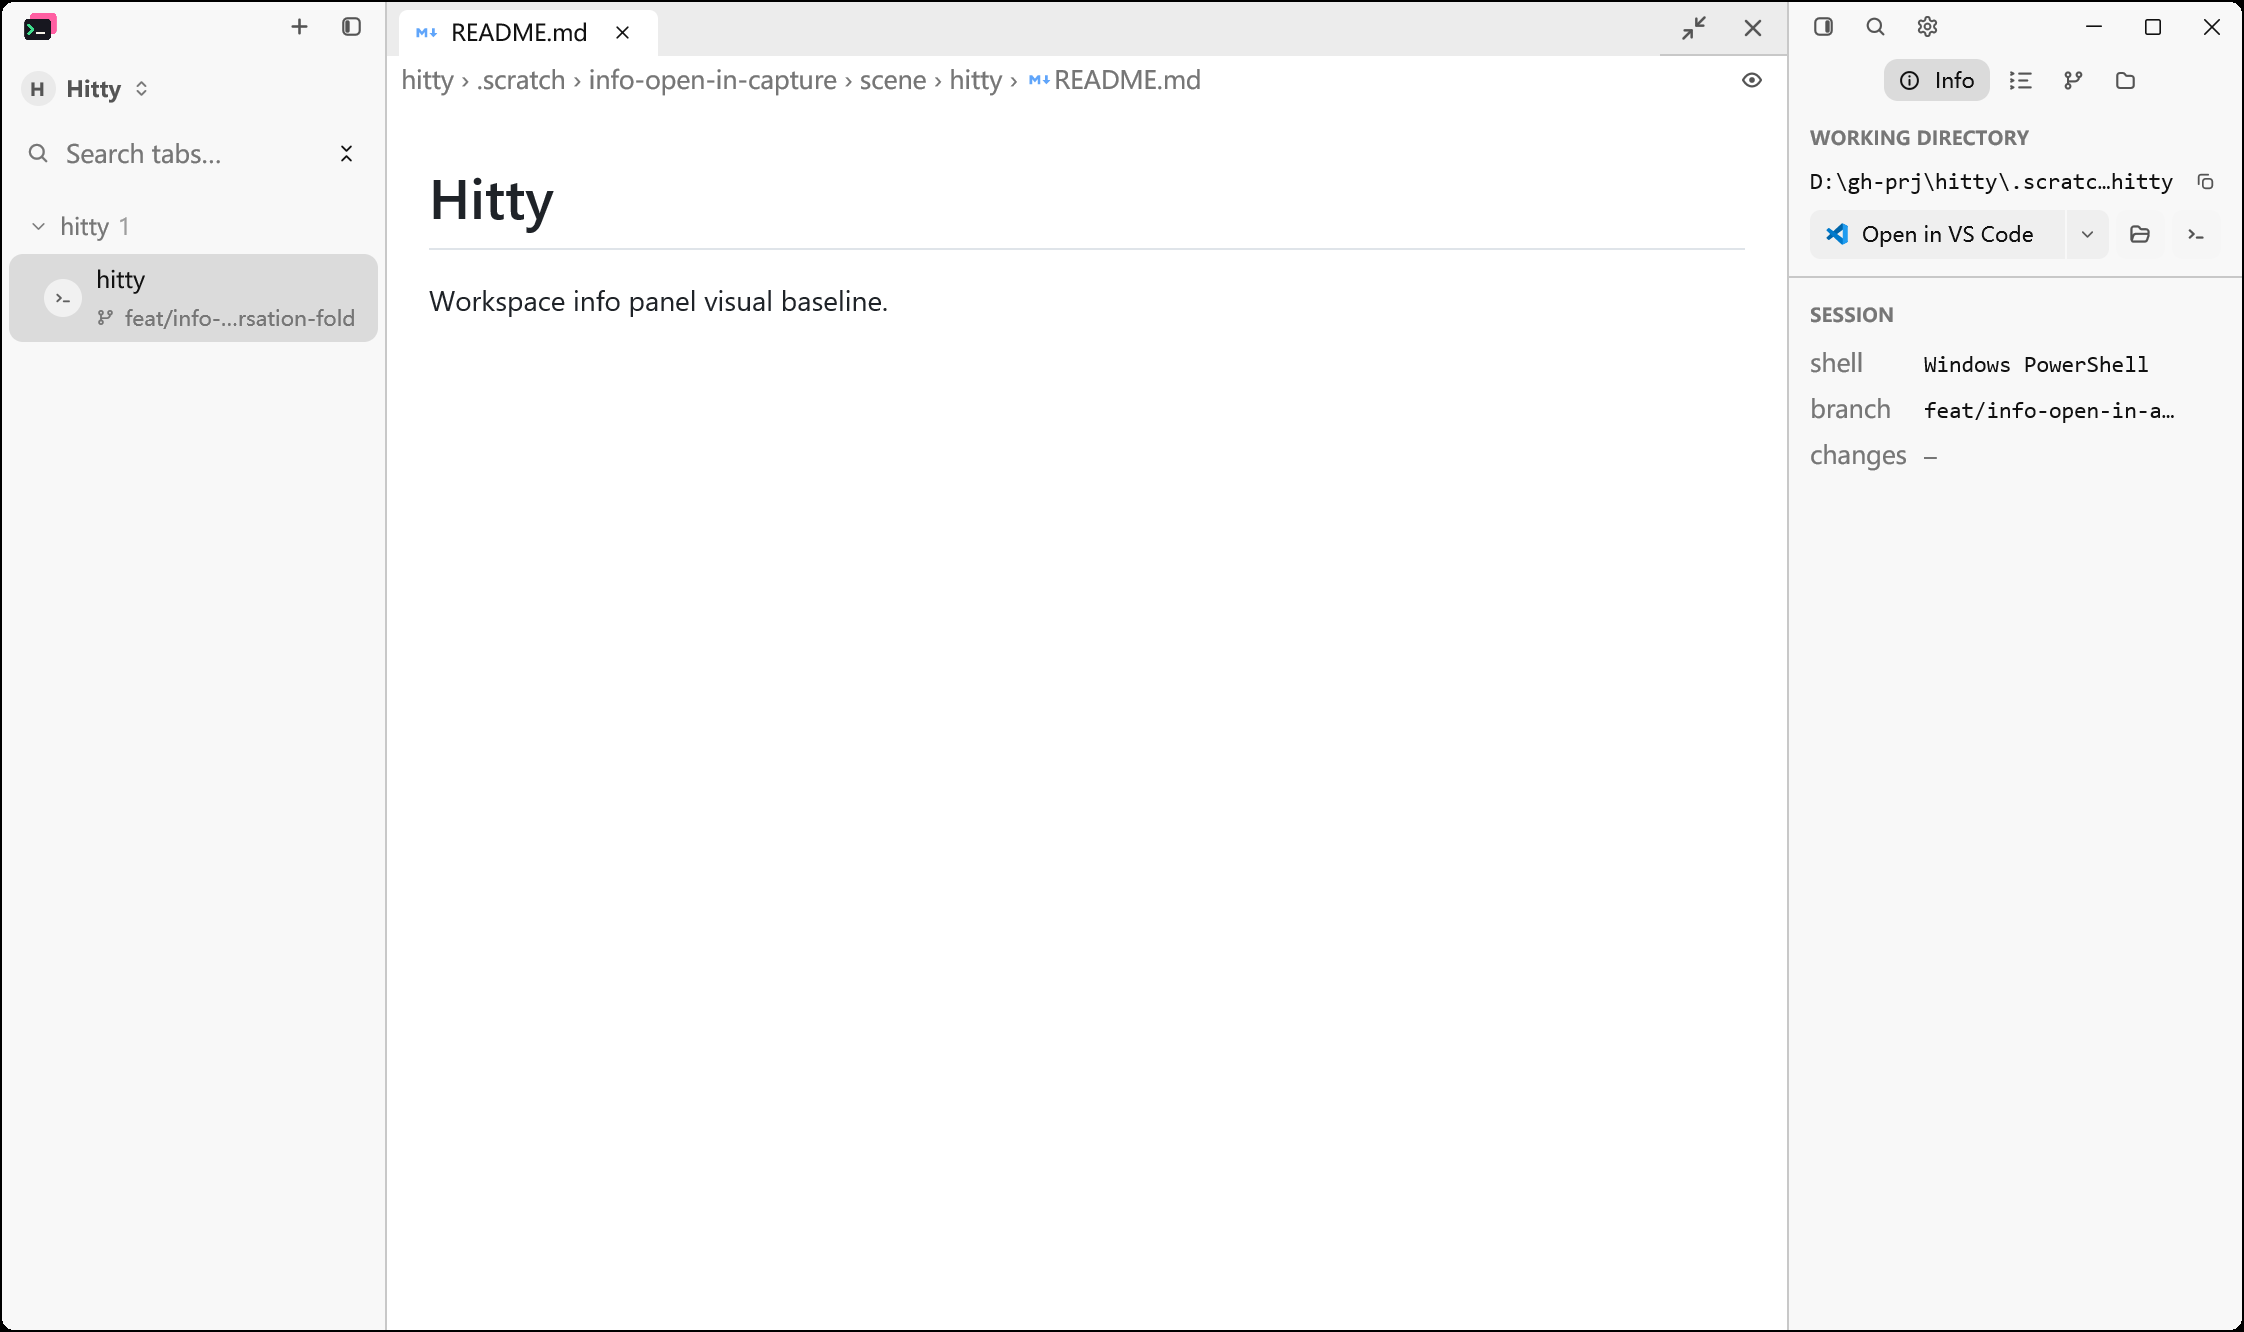 H Hitty
Search tabs...
hitty 1
hitty
feat/info-...rsation-fold
M↓ README.md
hitty › .scratch › info-open-in-capture › scene › hitty › M↓ README.md
Hitty
Workspace info panel visual baseline.
Info
WORKING DIRECTORY
D:\gh-prj\hitty\.scratc…hitty
Open in VS Code
SESSION
shell Windows PowerShell
branch feat/info-open-in-a…
changes —